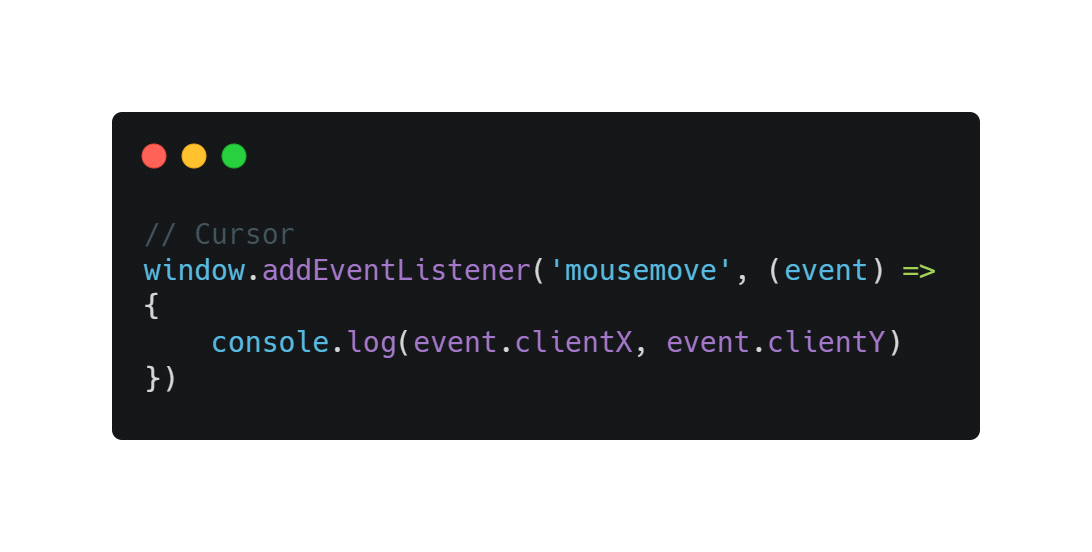 // Cursor
window.addEventListener('mousemove', (event) =>
{
    console.log(event.clientX, event.clientY)
})